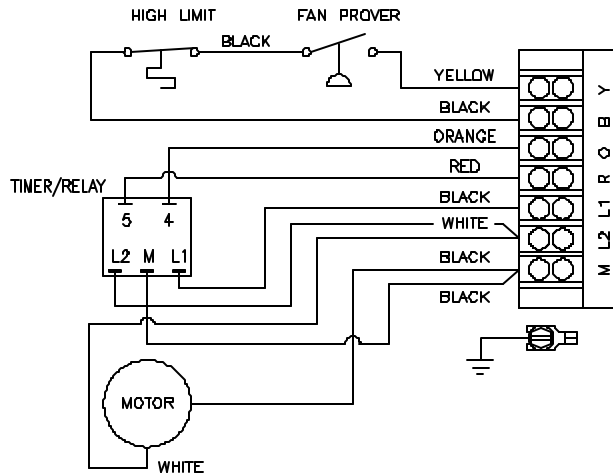 HIGH LIMIT
FAN PROVER
BLACK
YELLOW
Y
BLACK
B
ORANGE
O
RED
R
TIMER/RELAY
BLACK
L1
5 4
WHITE
L2
L2 M L1
BLACK
M
BLACK
MOTOR
WHITE